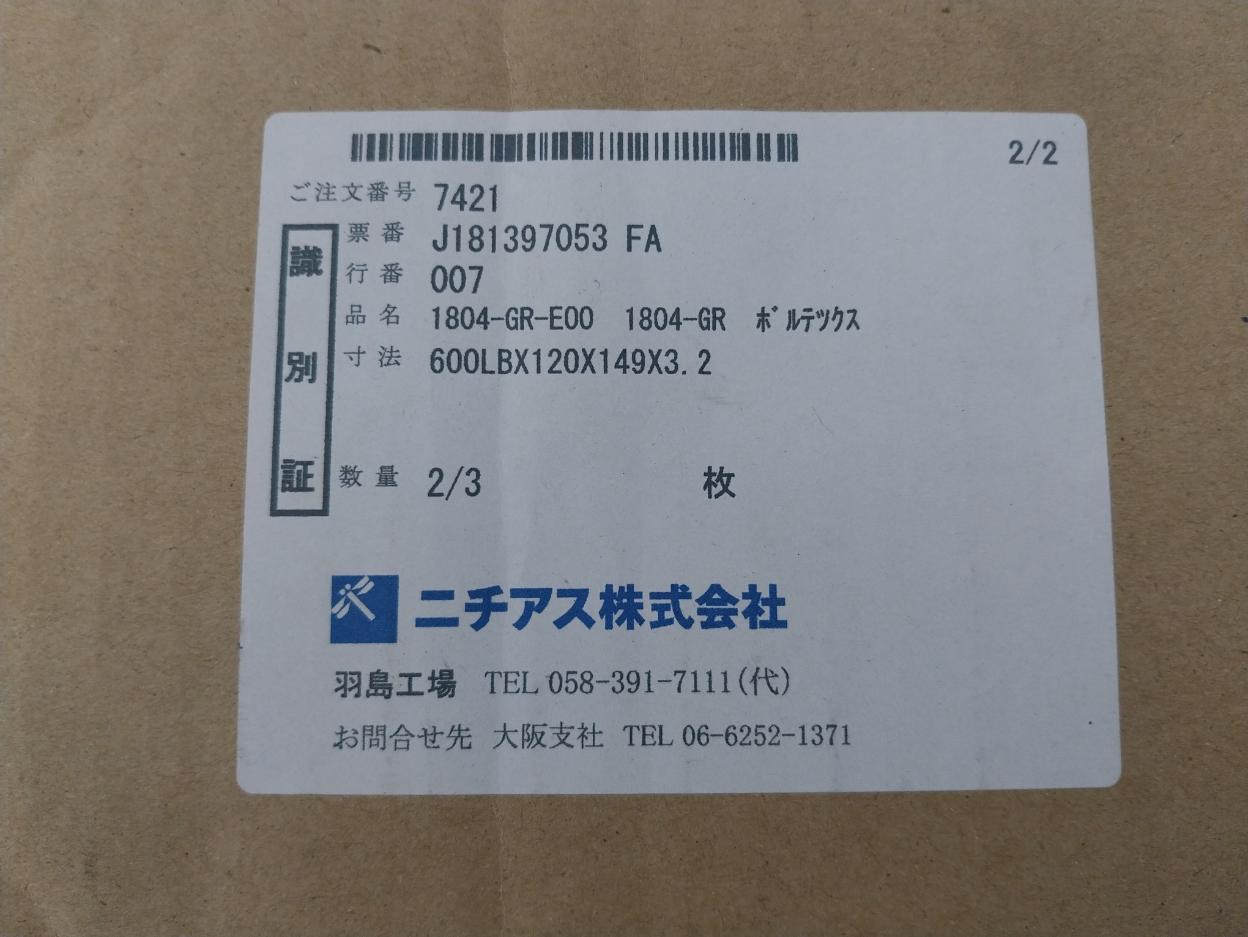 2/2
ご注文番号 7421
識別証
票番 J181397053 FA
行番 007
品名 1804-GR-E00 1804-GR ﾎﾞﾙﾃツクス
寸法 600LBX120X149X3.2
数量 2/3 枚
ニチアス株式会社
羽島工場 TEL 058-391-7111(代)
お問合せ先 大阪支社 TEL 06-6252-1371